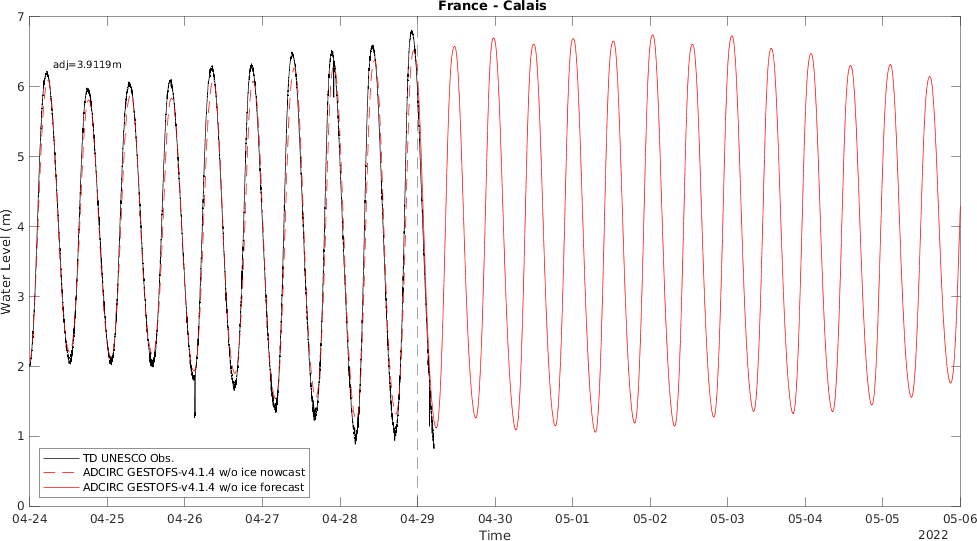 France - Calais
7
6
5
4
3
2
1
0
Water Level (m)
adj=3.9119m
TD UNESCO Obs.
ADCIRC GESTOFS-v4.1.4 w/o ice nowcast
ADCIRC GESTOFS-v4.1.4 w/o ice forecast
04-24 04-25 04-26 04-27 04-28 04-29 04-30 05-01 05-02 05-03 05-04 05-05 05-06
Time
2022